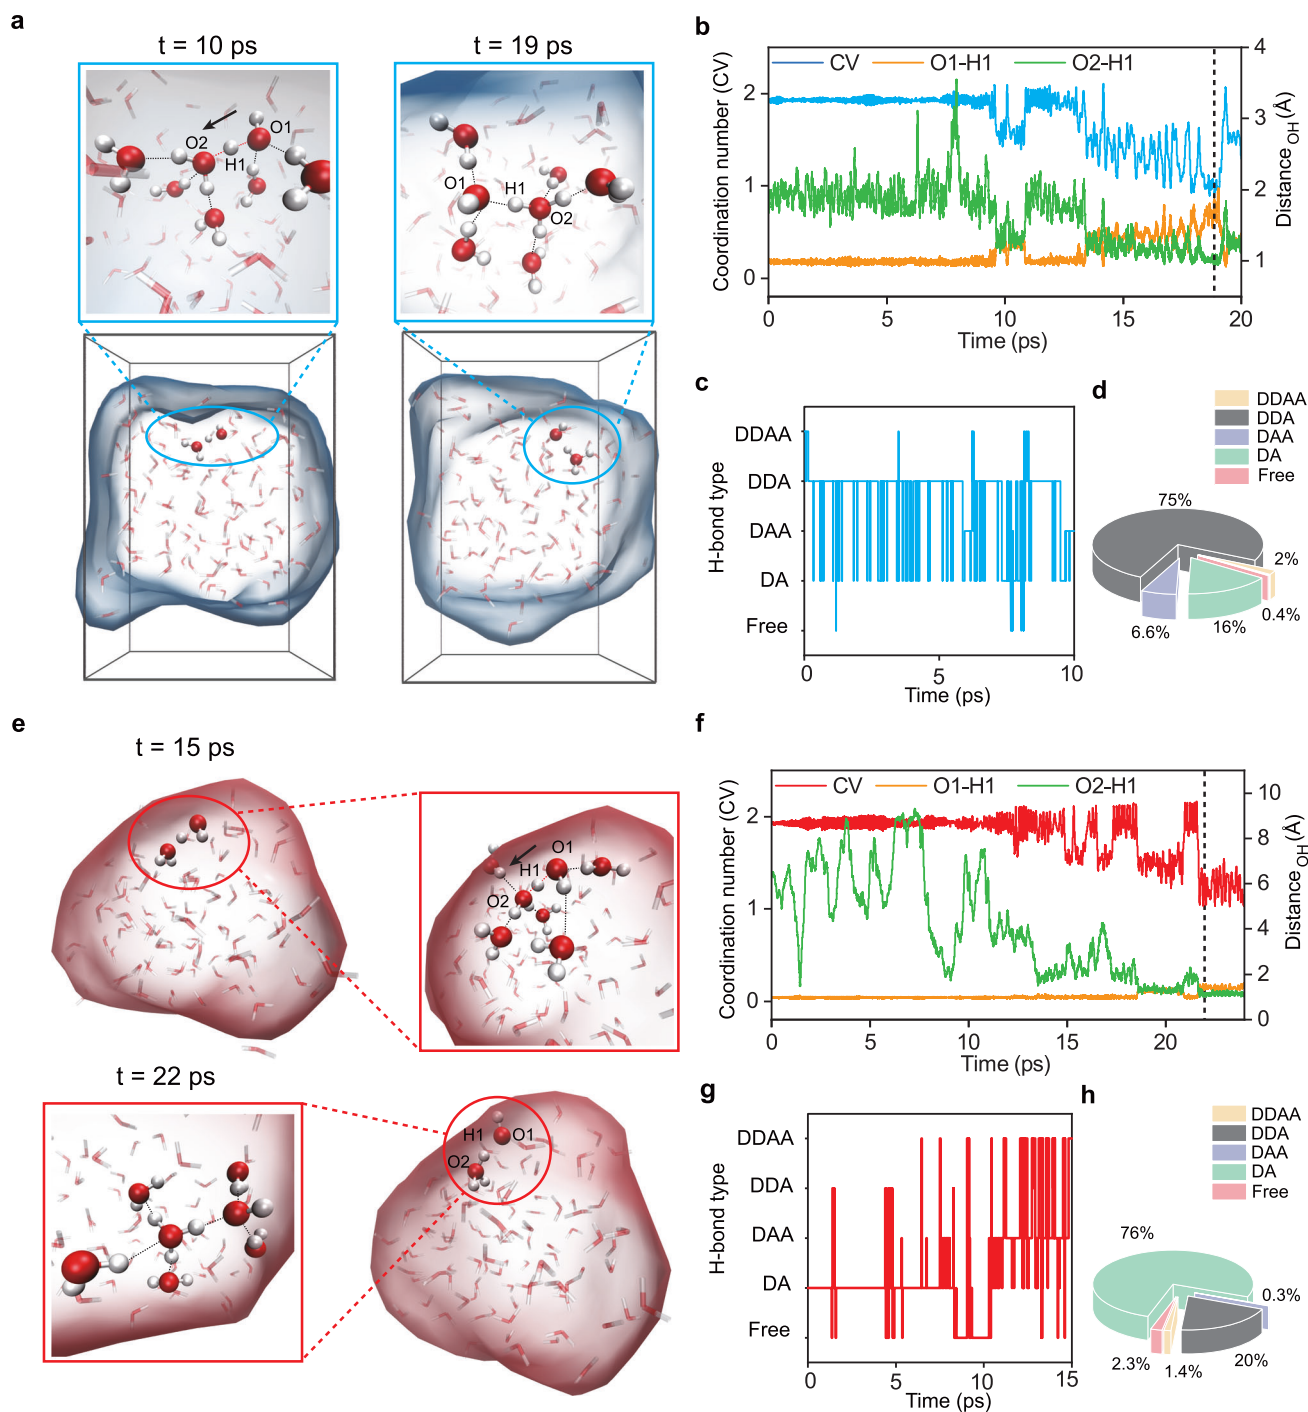 a
t = 10 ps
t = 19 ps
O1
O2
H1
O1
H1
O2
b
CV
O1-H1
O2-H1
Coordination number (CV)
2
1
0
4
3
2
1
Distance OH (Å)
0
5
10
15
20
Time (ps)
c
H-bond type
DDAA
DDA
DAA
DA
Free
0
5
10
Time (ps)
d
DDAA
DDA
DAA
DA
Free
75%
2%
0.4%
16%
6.6%
e
t = 15 ps
O1
H1
O2
t = 22 ps
H1
O1
O2
f
CV
O1-H1
O2-H1
Coordination number (CV)
2
1
0
10
8
6
4
2
0
Distance OH (Å)
0
5
10
15
20
Time (ps)
g
H-bond type
DDAA
DDA
DAA
DA
Free
0
5
10
15
Time (ps)
h
DDAA
DDA
DAA
DA
Free
76%
0.3%
20%
1.4%
2.3%